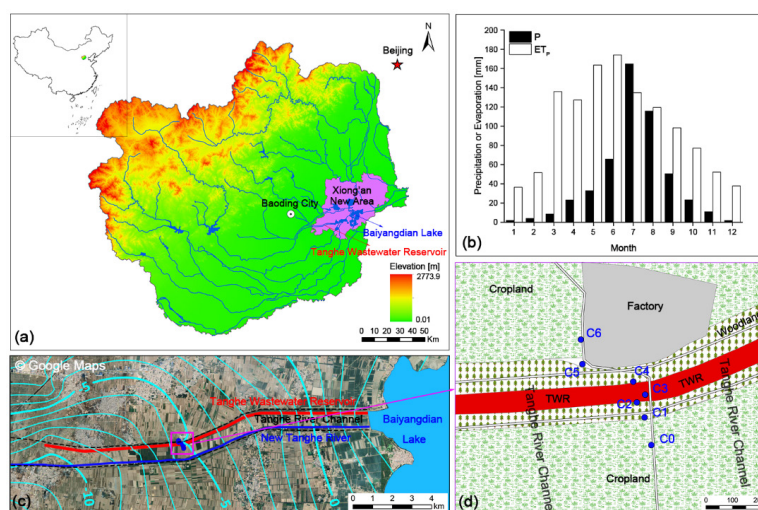 N
Beijing
Xiong'an
New Area
Baoding City
Baiyangdian Lake
Tanghe Wastewater Reservoir
Elevation [m]
2773.9
0.01
0 10 20 30 40 50
Km
(a)
P
ETP
200
180
160
140
120
100
80
60
40
20
0
Precipitation or Evaporation [mm]
1 2 3 4 5 6 7 8 9 10 11 12
Month
(b)
© Google Maps
5
Tanghe Wastewater Reservoir
Tanghe River Channel
New Tanghe River
Baiyangdian
Lake
10
0 1 2 3 4
km
(c)
Cropland
Factory
Woodland
C6
C5
C4
C3
C2
C1
C0
TWR
TWR
Tanghe River Channel
Tanghe River Channel
Cropland
0 100 200
(d)